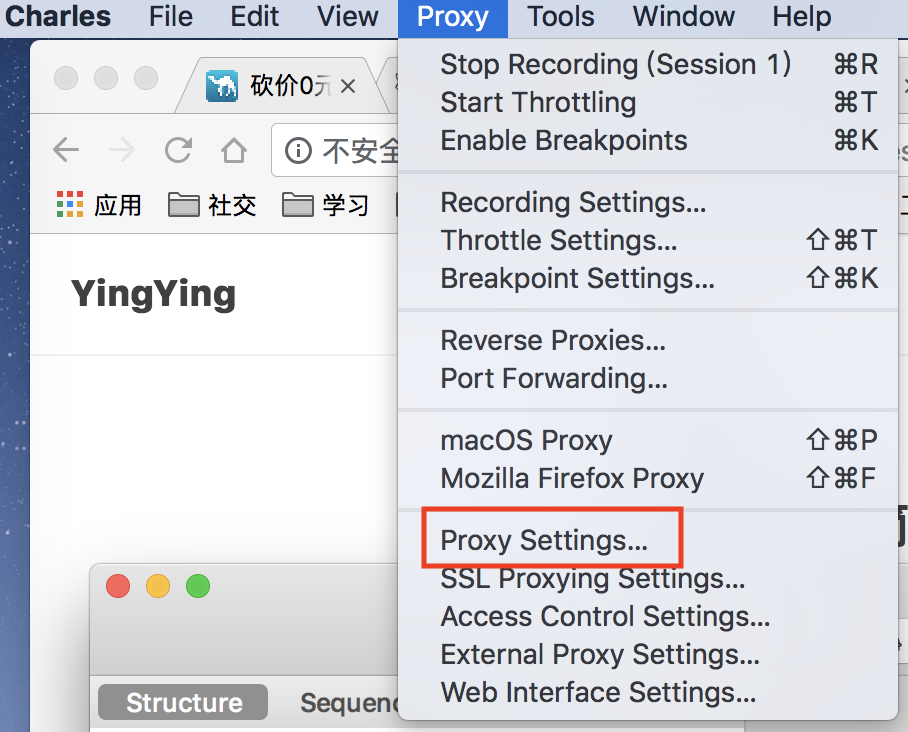 Charles File Edit View Proxy Tools Window Help
Stop Recording (Session 1) ⌘R
Start Throttling ⌘T
Enable Breakpoints ⌘K
Recording Settings...
Throttle Settings... ⇧⌘T
Breakpoint Settings... ⇧⌘K
Reverse Proxies...
Port Forwarding...
macOS Proxy ⇧⌘P
Mozilla Firefox Proxy ⇧⌘F
Proxy Settings...
SSL Proxying Settings...
Access Control Settings...
External Proxy Settings...
Web Interface Settings...
砍价0元
不安全
应用 社交 学习
YingYing
Structure Sequenc